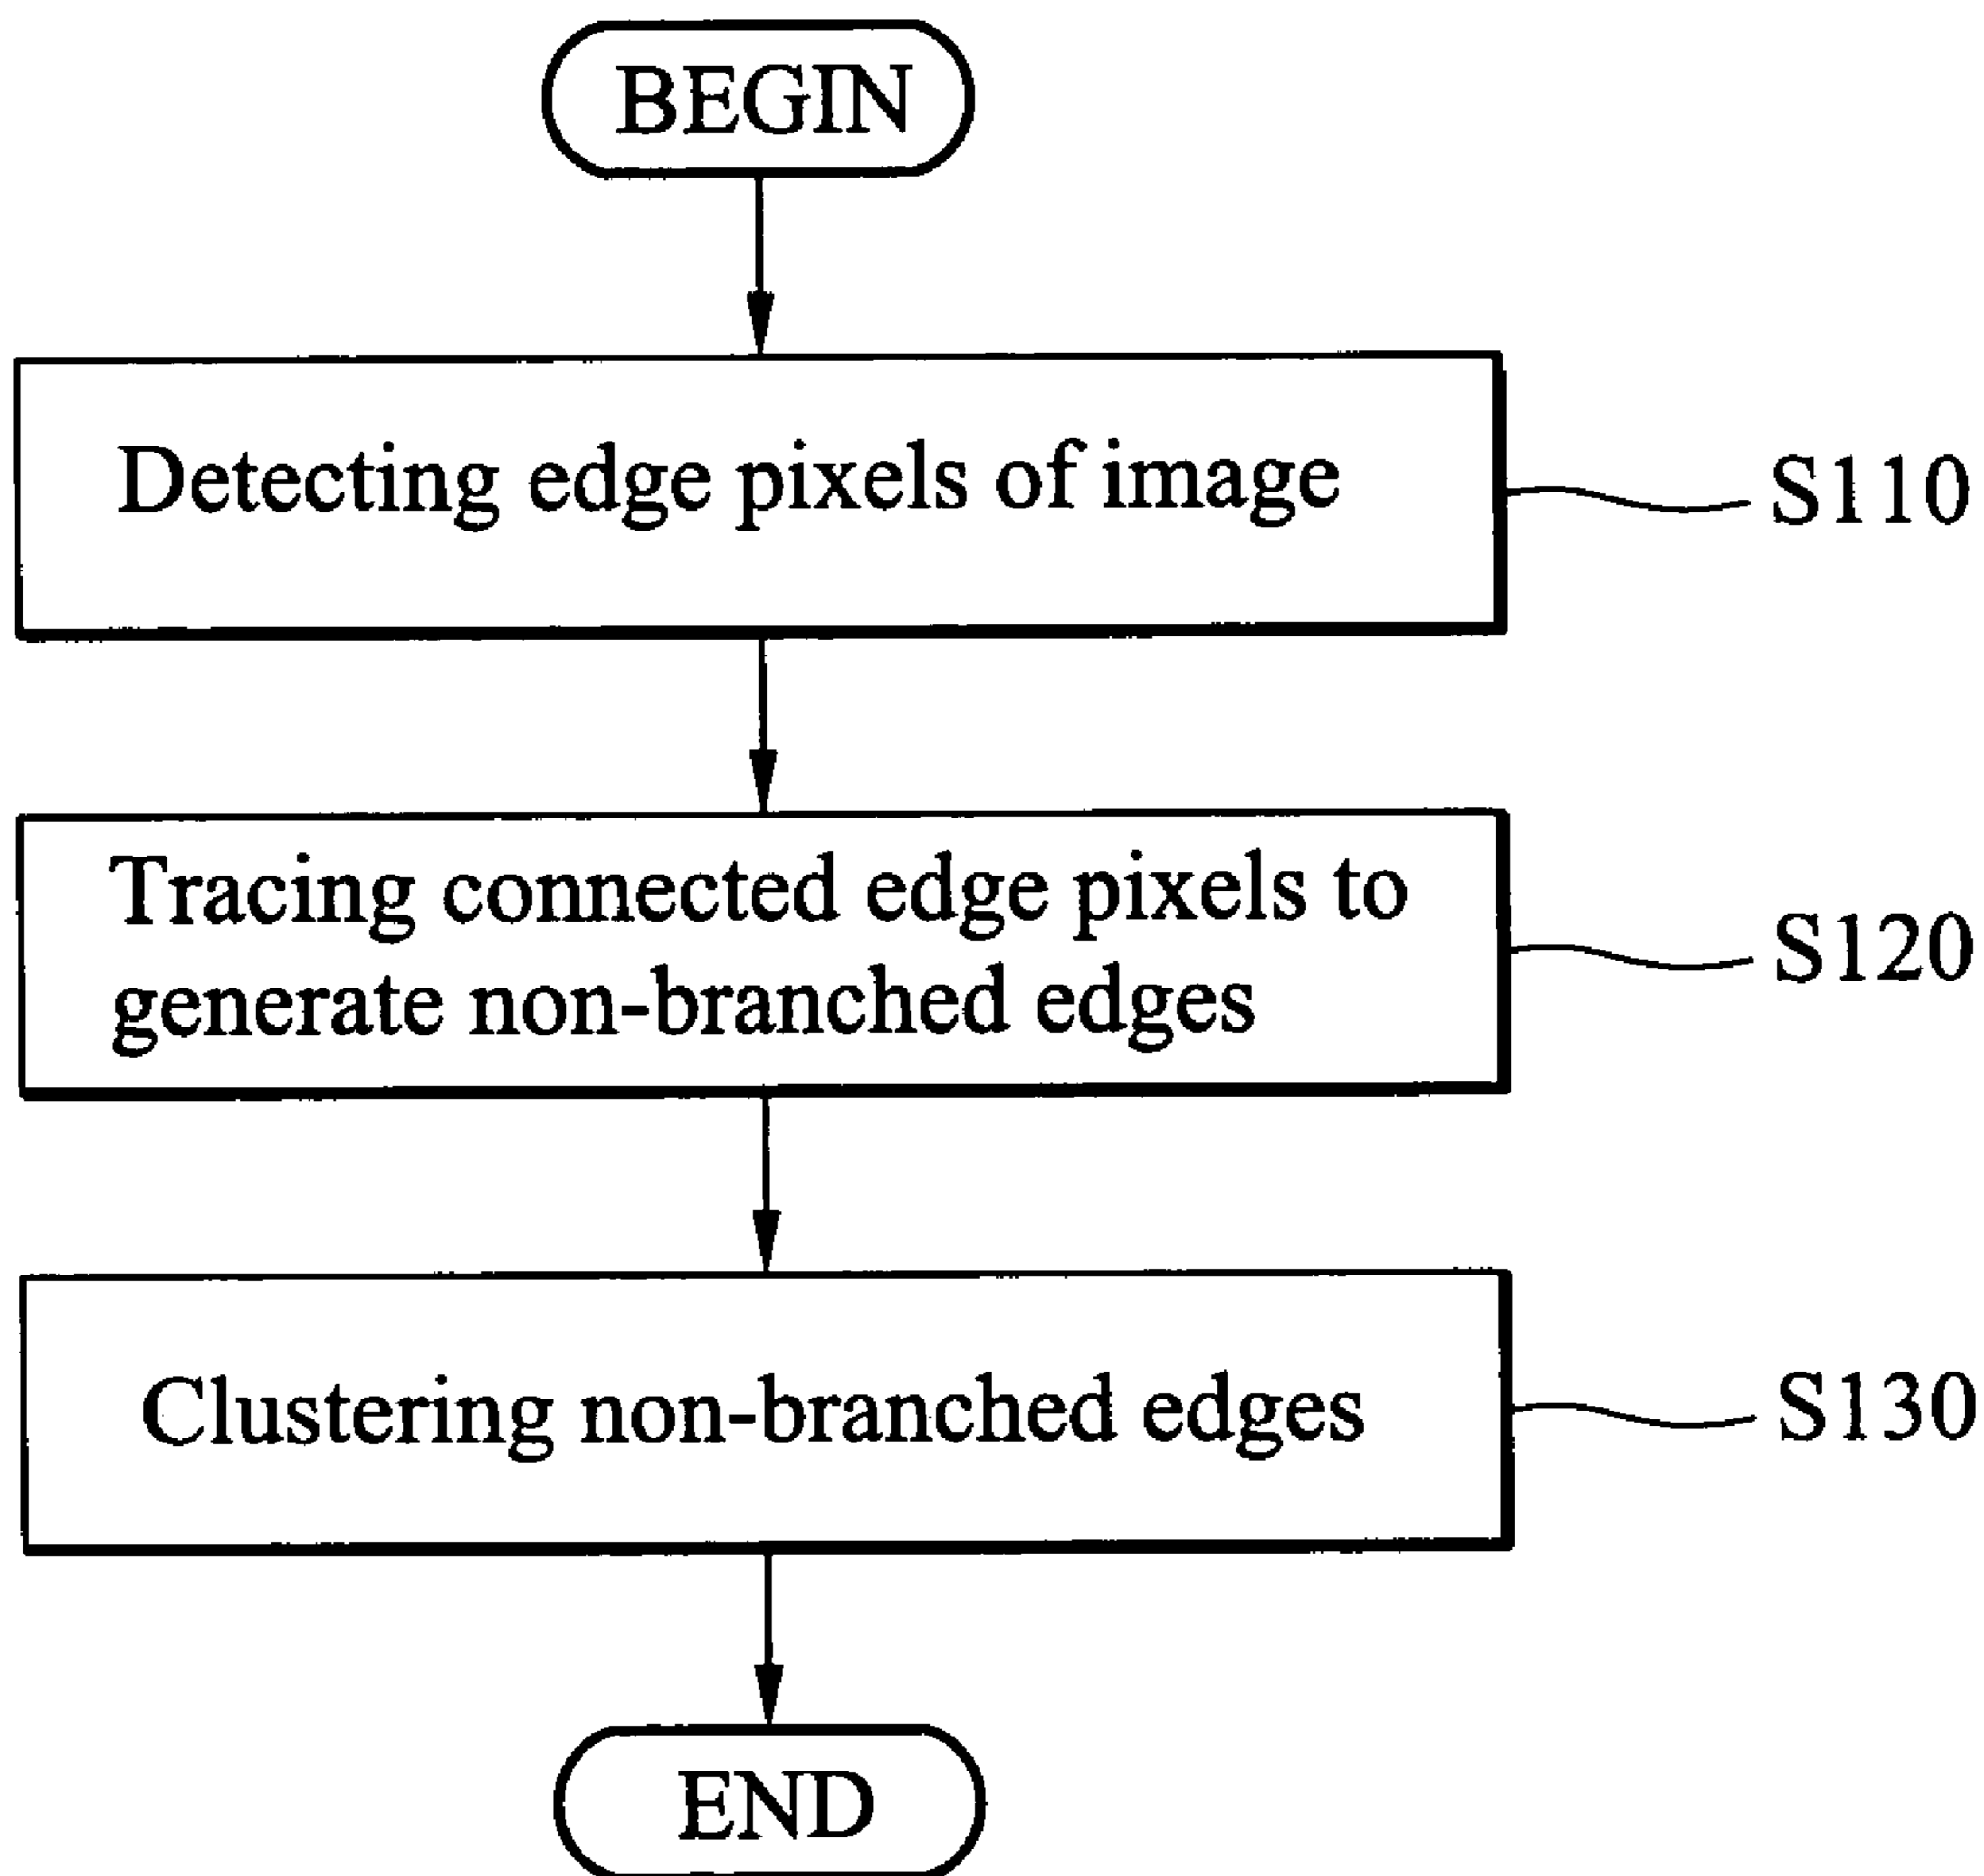 BEGIN
Detecting edge pixels of image
S110
Tracing connected edge pixels to
generate non-branched edges
S120
Clustering non-branched edges
S130
END